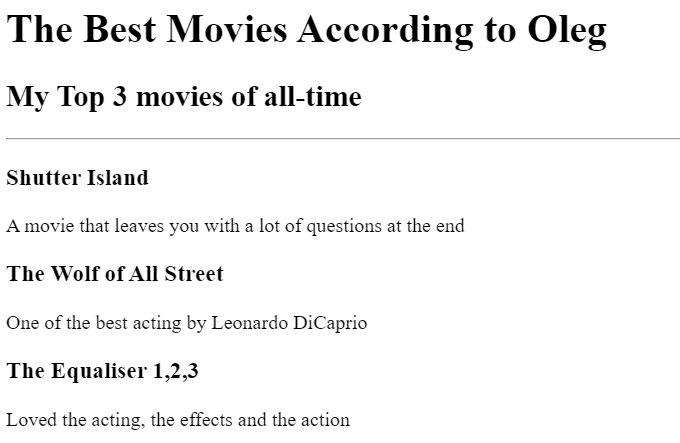 The Best Movies According to Oleg
My Top 3 movies of all-time
Shutter Island
A movie that leaves you with a lot of questions at the end
The Wolf of All Street
One of the best acting by Leonardo DiCaprio
The Equaliser 1,2,3
Loved the acting, the effects and the action